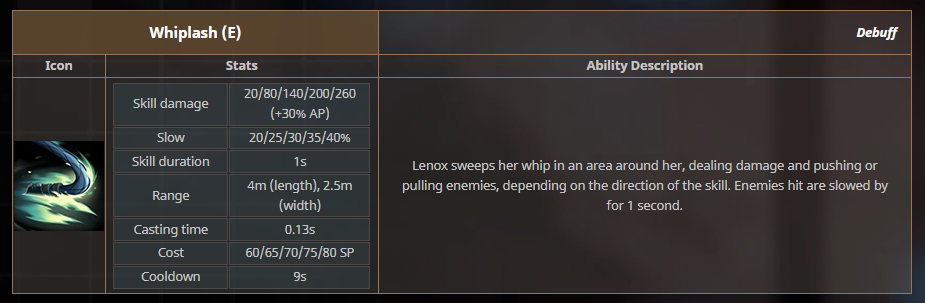 Whiplash (E)
Debuff
Icon
Stats
Ability Description
Skill damage
20/80/140/200/260
(+30% AP)
Slow
20/25/30/35/40%
Skill duration
1s
Range
4m (length), 2.5m
(width)
Casting time
0.13s
Cost
60/65/70/75/80 SP
Cooldown
9s
Lenox sweeps her whip in an area around her, dealing damage and pushing or
pulling enemies, depending on the direction of the skill. Enemies hit are slowed by
for 1 second.